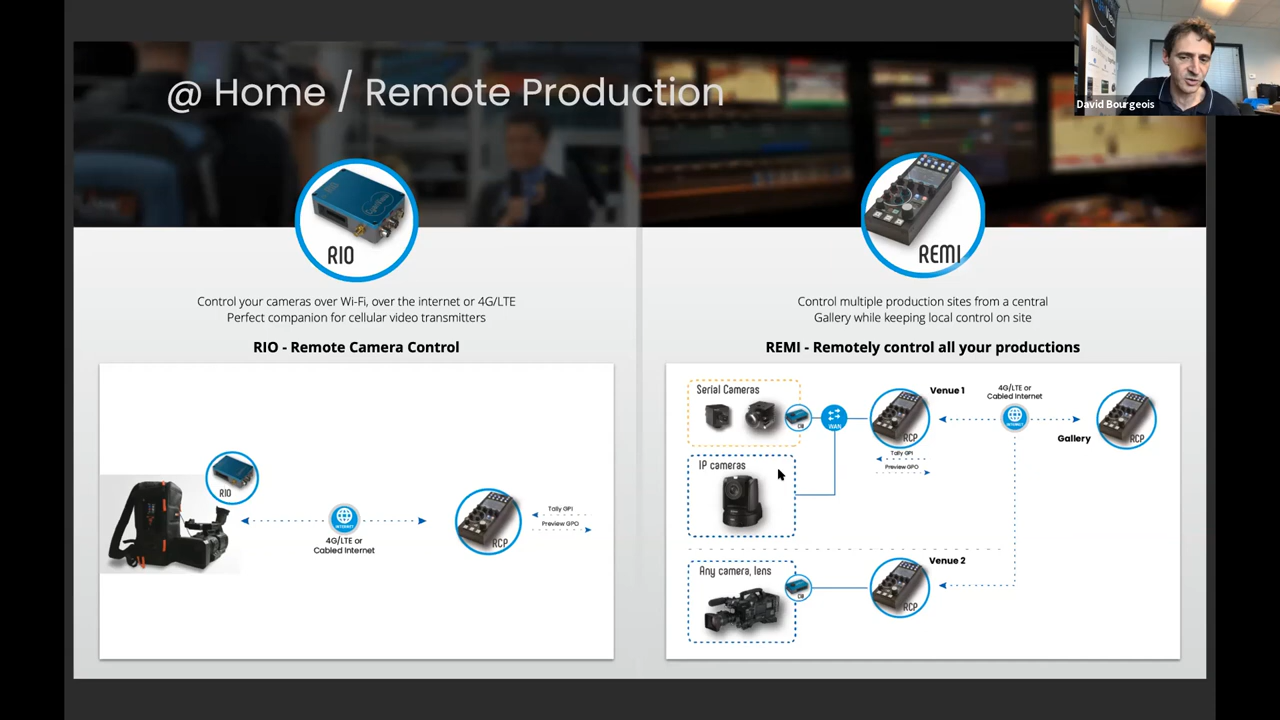 David Bourgeois
@ Home / Remote Production
RIO
Control your cameras over Wi-Fi, over the internet or 4G/LTE
Perfect companion for cellular video transmitters
RIO - Remote Camera Control
RIO
INTERNET
4G/LTE or
Cabled Internet
RCP
Tally GPI
Preview GPO
REMI
Control multiple production sites from a central
Gallery while keeping local control on site
REMI - Remotely control all your productions
Serial Cameras
WAN
RCP
Venue 1
4G/LTE or
Cabled Internet
INTERNET
Gallery
RCP
Tally GPI
Preview GPO
IP cameras
Any camera, lens
RCP
Venue 2